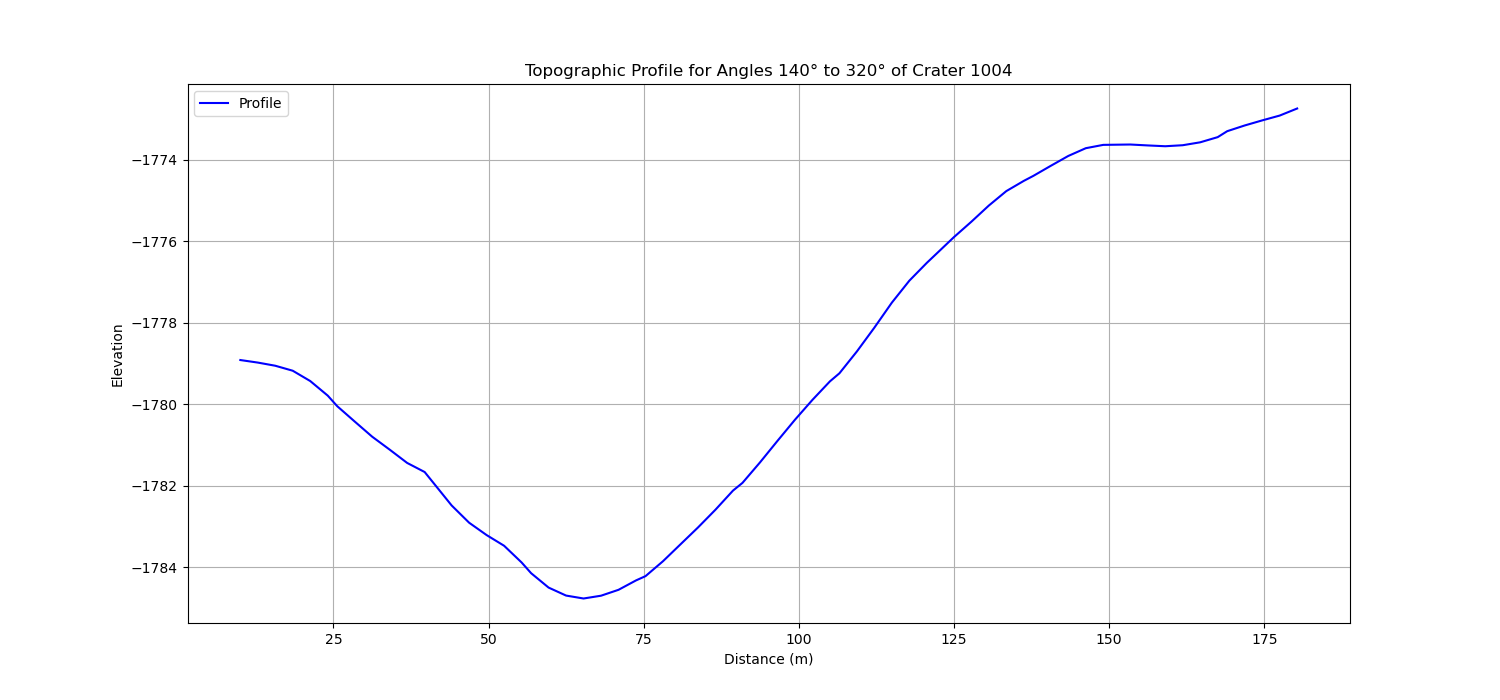 Topographic Profile for Angles 140° to 320° of Crater 1004
Profile
−1774
−1776
−1778
−1780
−1782
−1784
Elevation
25 50 75 100 125 150 175
Distance (m)